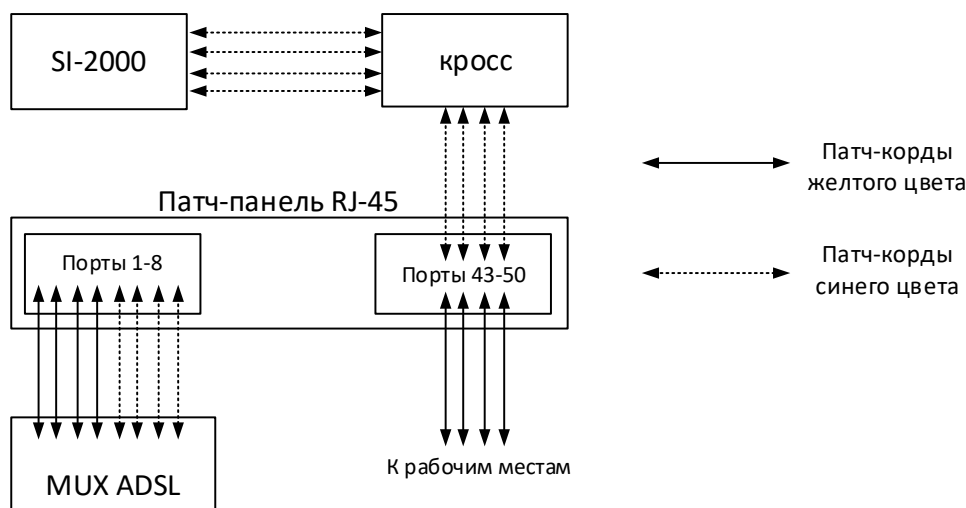 SI-2000
кросс
Патч-корды
желтого цвета
Патч-панель RJ-45
Порты 1-8
Порты 43-50
Патч-корды
синего цвета
К рабочим местам
MUX ADSL